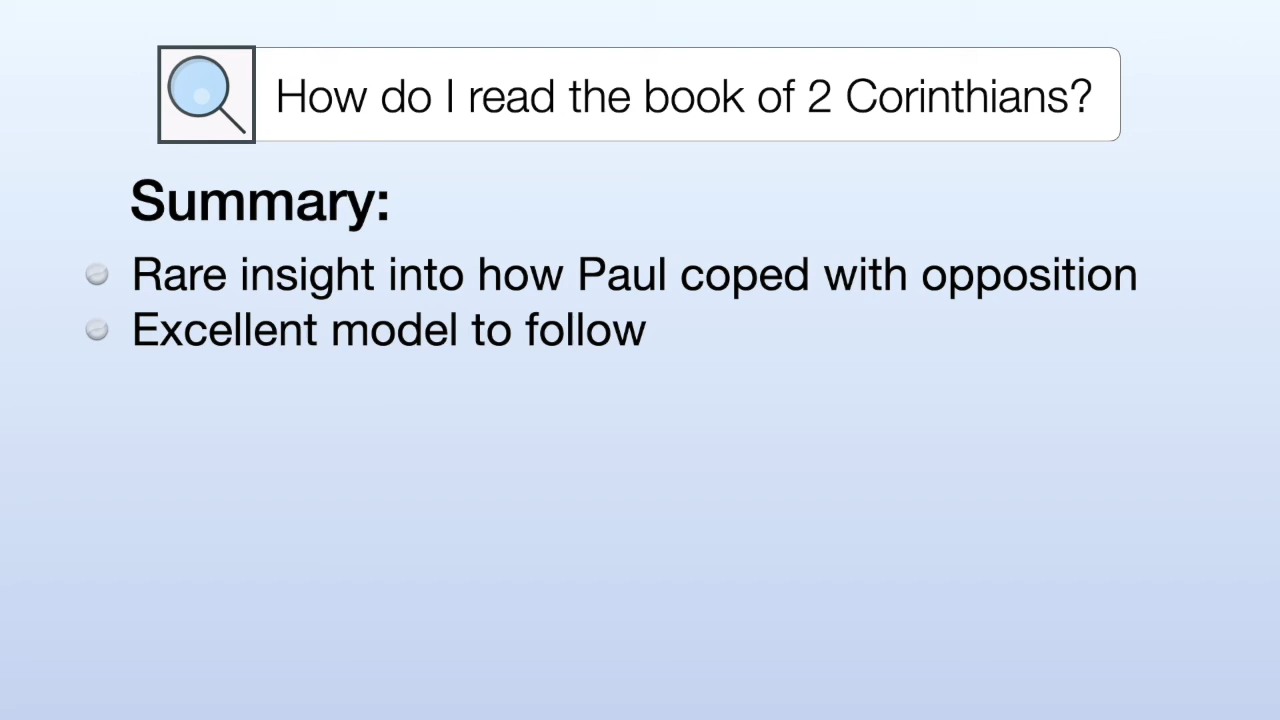 How do I read the book of 2 Corinthians?
Summary:
Rare insight into how Paul coped with opposition
Excellent model to follow